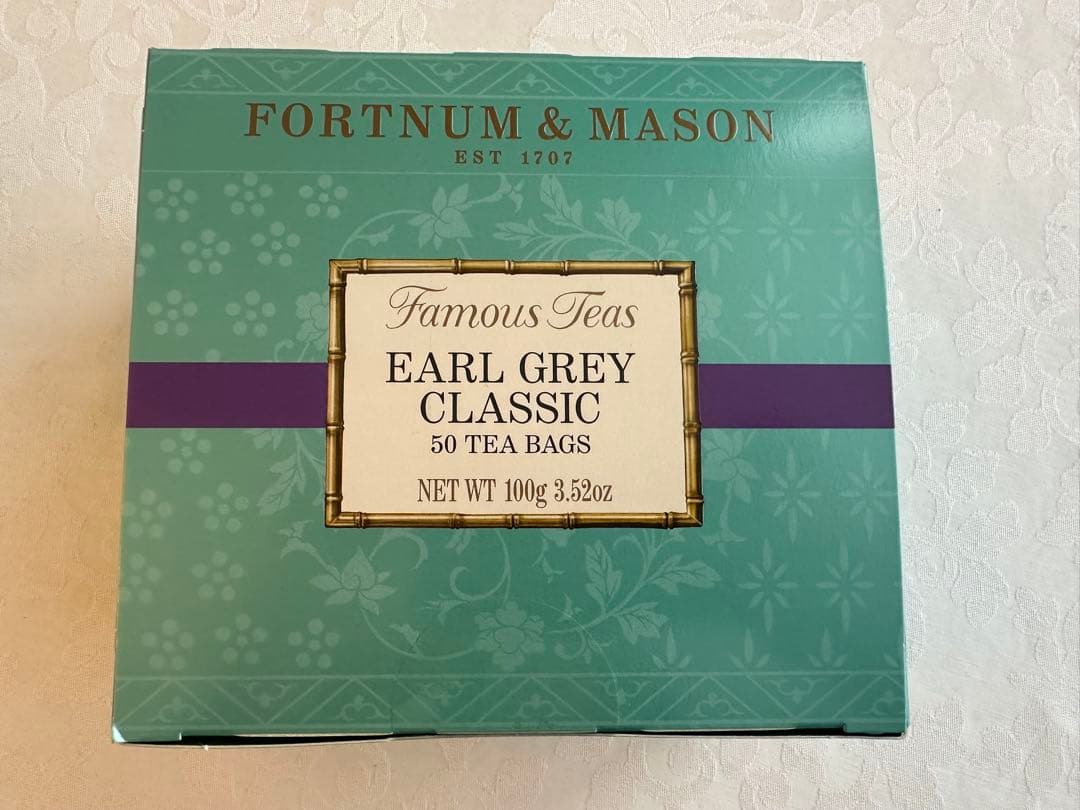 FORTNUM & MASON
EST 1707
Famous Teas
EARL GREY
CLASSIC
50 TEA BAGS
NET WT 100g 3.52oz